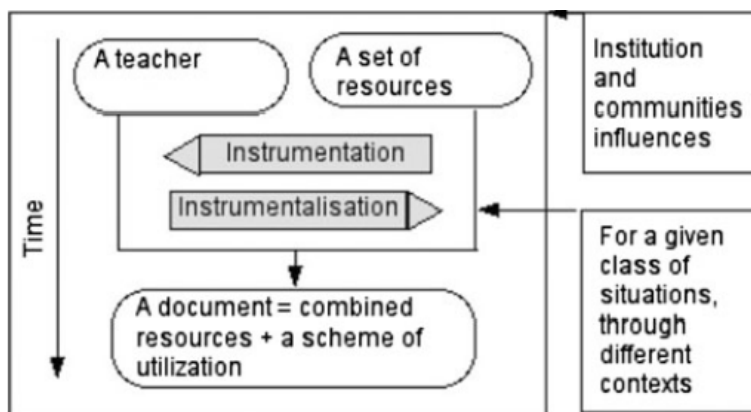 A teacher
A set of
resources
Institution
and
communities
influences
Instrumentation
Instrumentalisation
Time
For a given
class of
situations,
through
different
contexts
A document = combined
resources + a scheme of
utilization